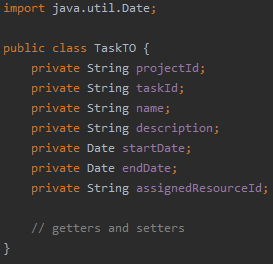 import java.util.Date;
public class TaskTO {
    private String projectId;
    private String taskId;
    private String name;
    private String description;
    private Date startDate;
    private Date endDate;
    private String assignedResourceId;
    // getters and setters
}